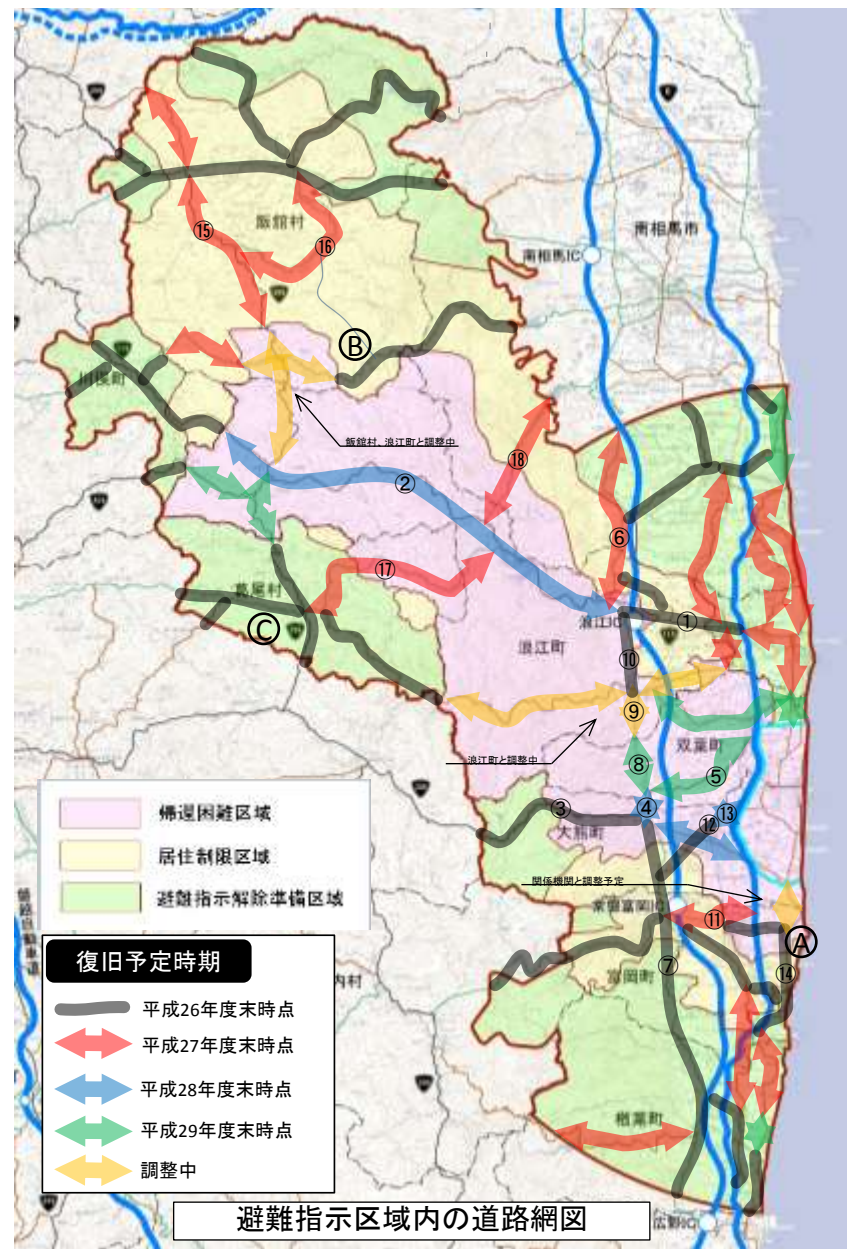 6
飯舘村
⑮
⑯
南相馬市
南相馬IC
Ⓑ
川俣町
飯舘村、浪江町と調整中
⑱
②
⑥
⑰
葛尾村
Ⓒ
浪江IC
①
浪江町
⑩
⑨
双葉町
浪江町と調整中
⑧
⑤
③
④
⑬
大熊町
⑫
関係機関と調整予定
常磐富岡IC
⑪
Ⓐ
⑦
富岡町
⑭
内村
楢葉町
広野IC
帰還困難区域
居住制限区域
避難指示解除準備区域
復旧予定時期
平成26年度末時点
平成27年度末時点
平成28年度末時点
平成29年度末時点
調整中
避難指示区域内の道路網図